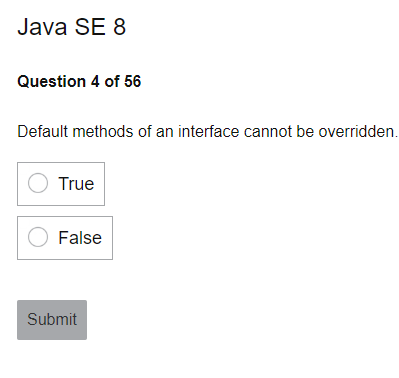 Java SE 8
Question 4 of 56
Default methods of an interface cannot be overridden.
True
False
Submit